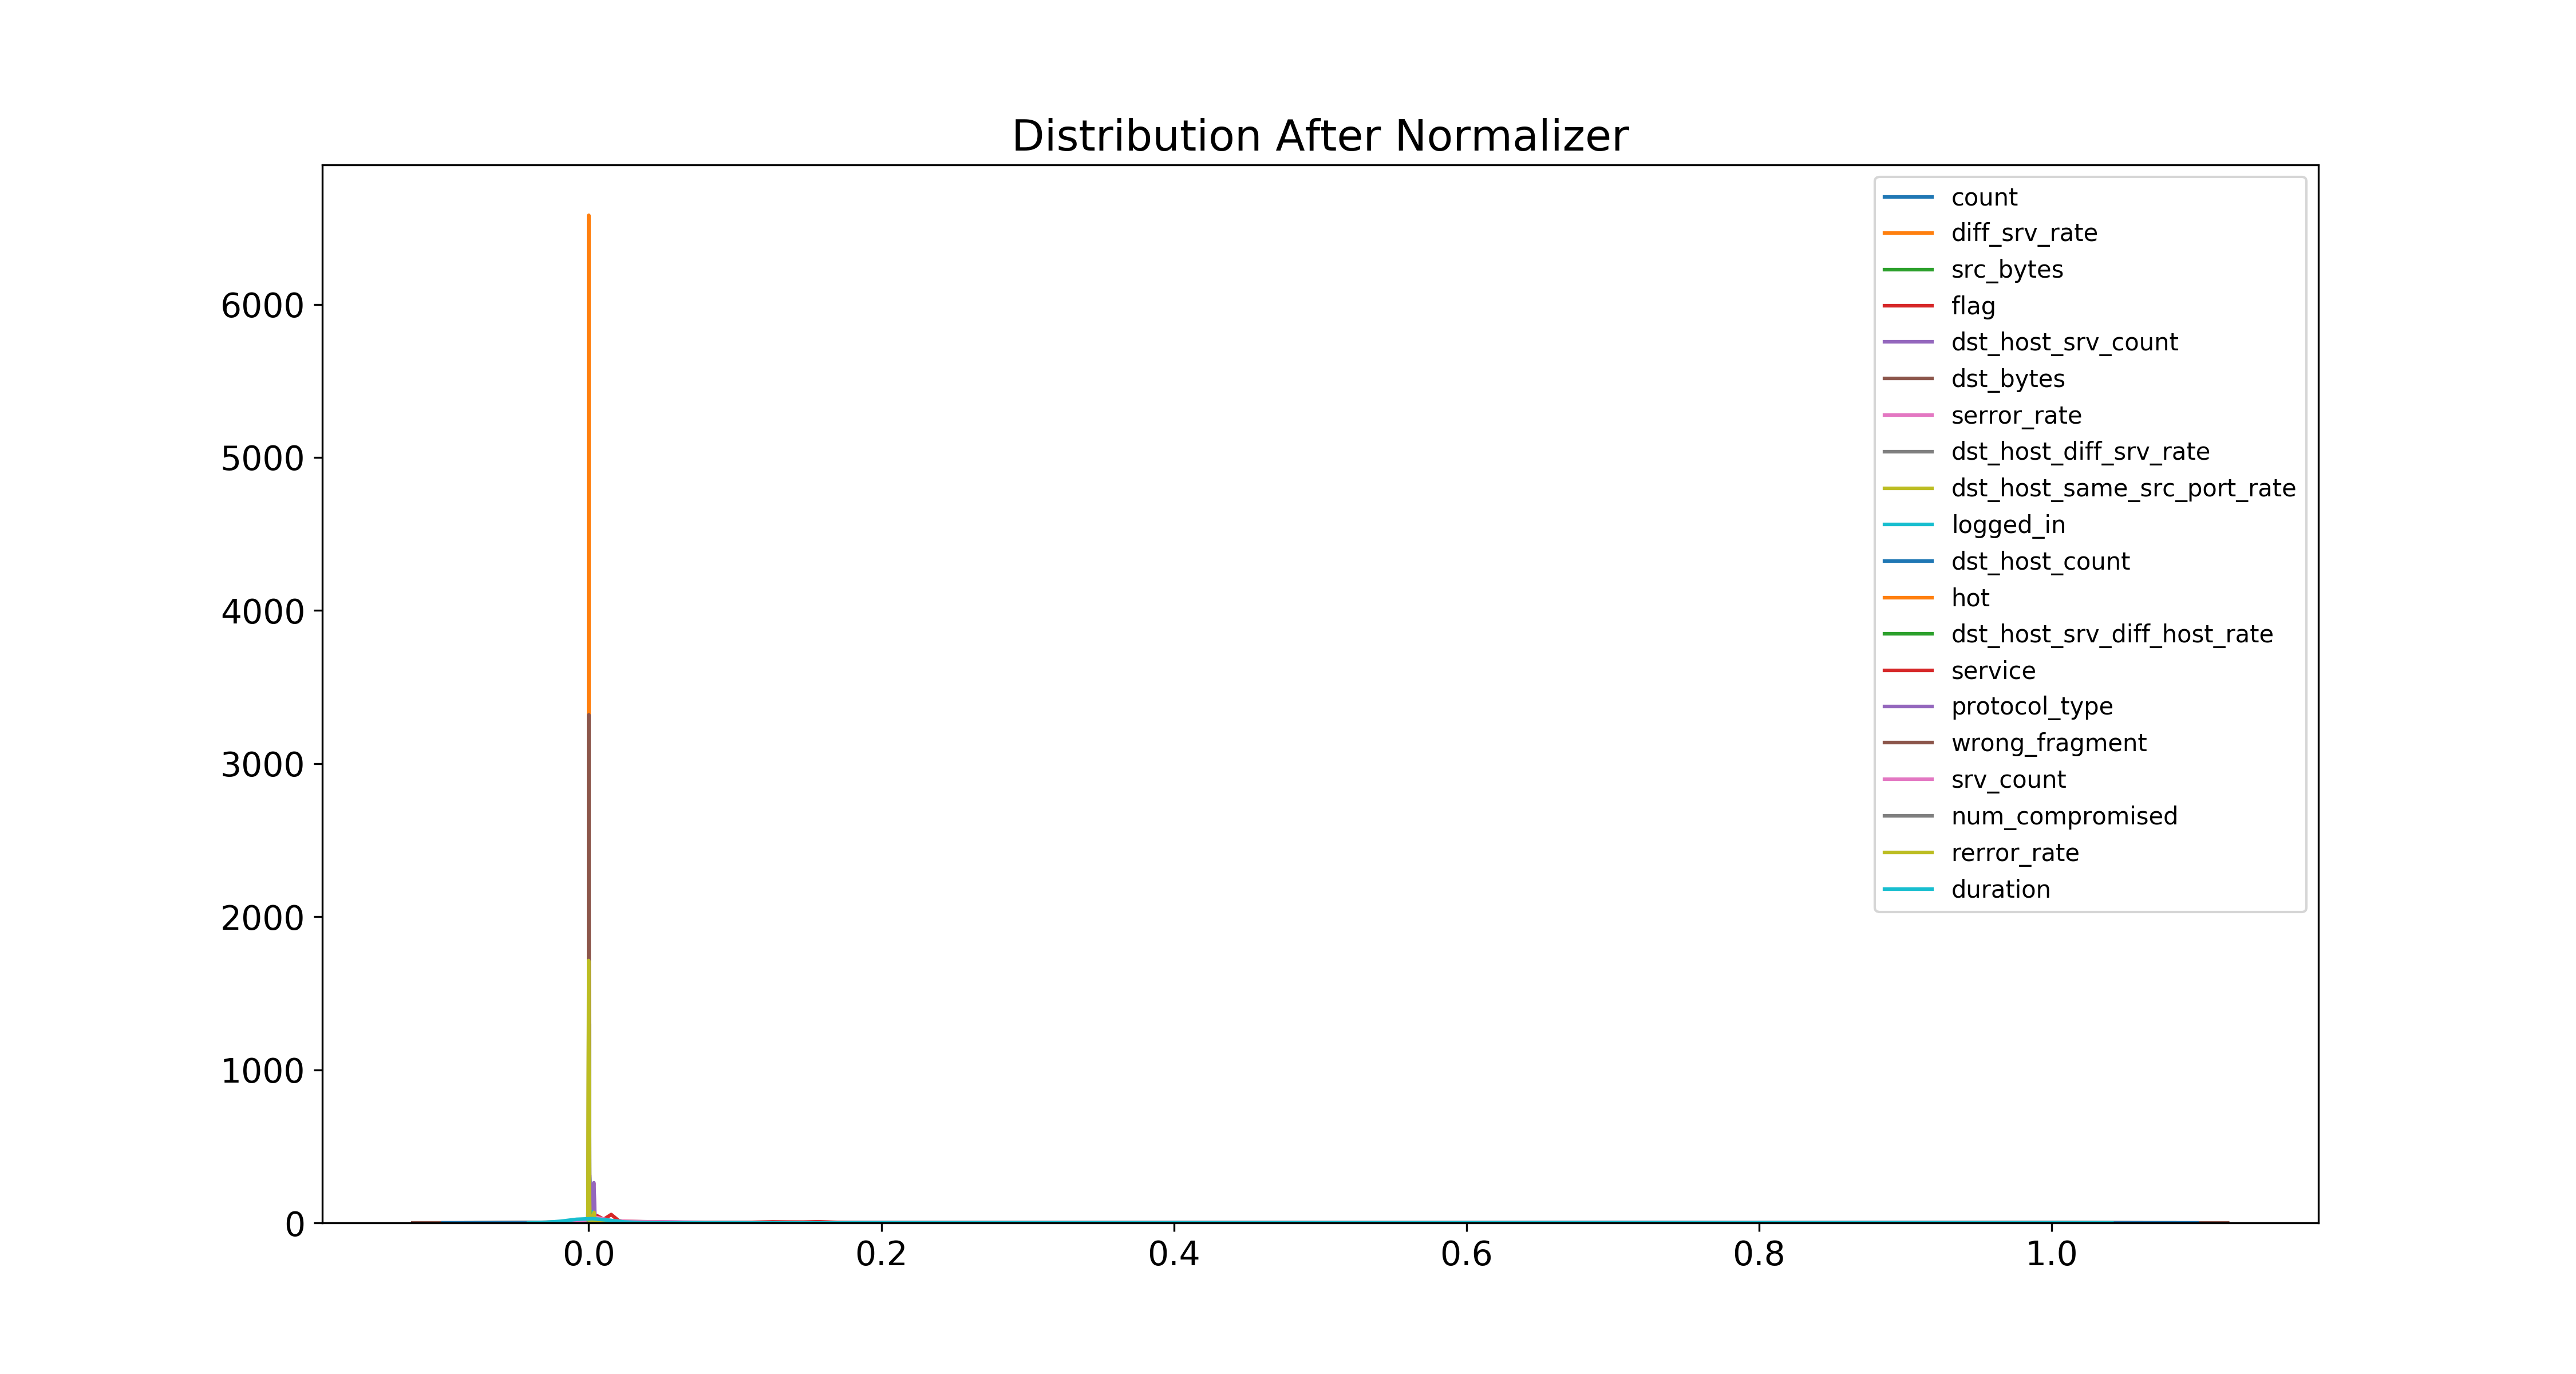 Distribution After Normalizer
6000
5000
4000
3000
2000
1000
0
0.0 0.2 0.4 0.6 0.8 1.0
count
diff_srv_rate
src_bytes
flag
dst_host_srv_count
dst_bytes
serror_rate
dst_host_diff_srv_rate
dst_host_same_src_port_rate
logged_in
dst_host_count
hot
dst_host_srv_diff_host_rate
service
protocol_type
wrong_fragment
srv_count
num_compromised
rerror_rate
duration